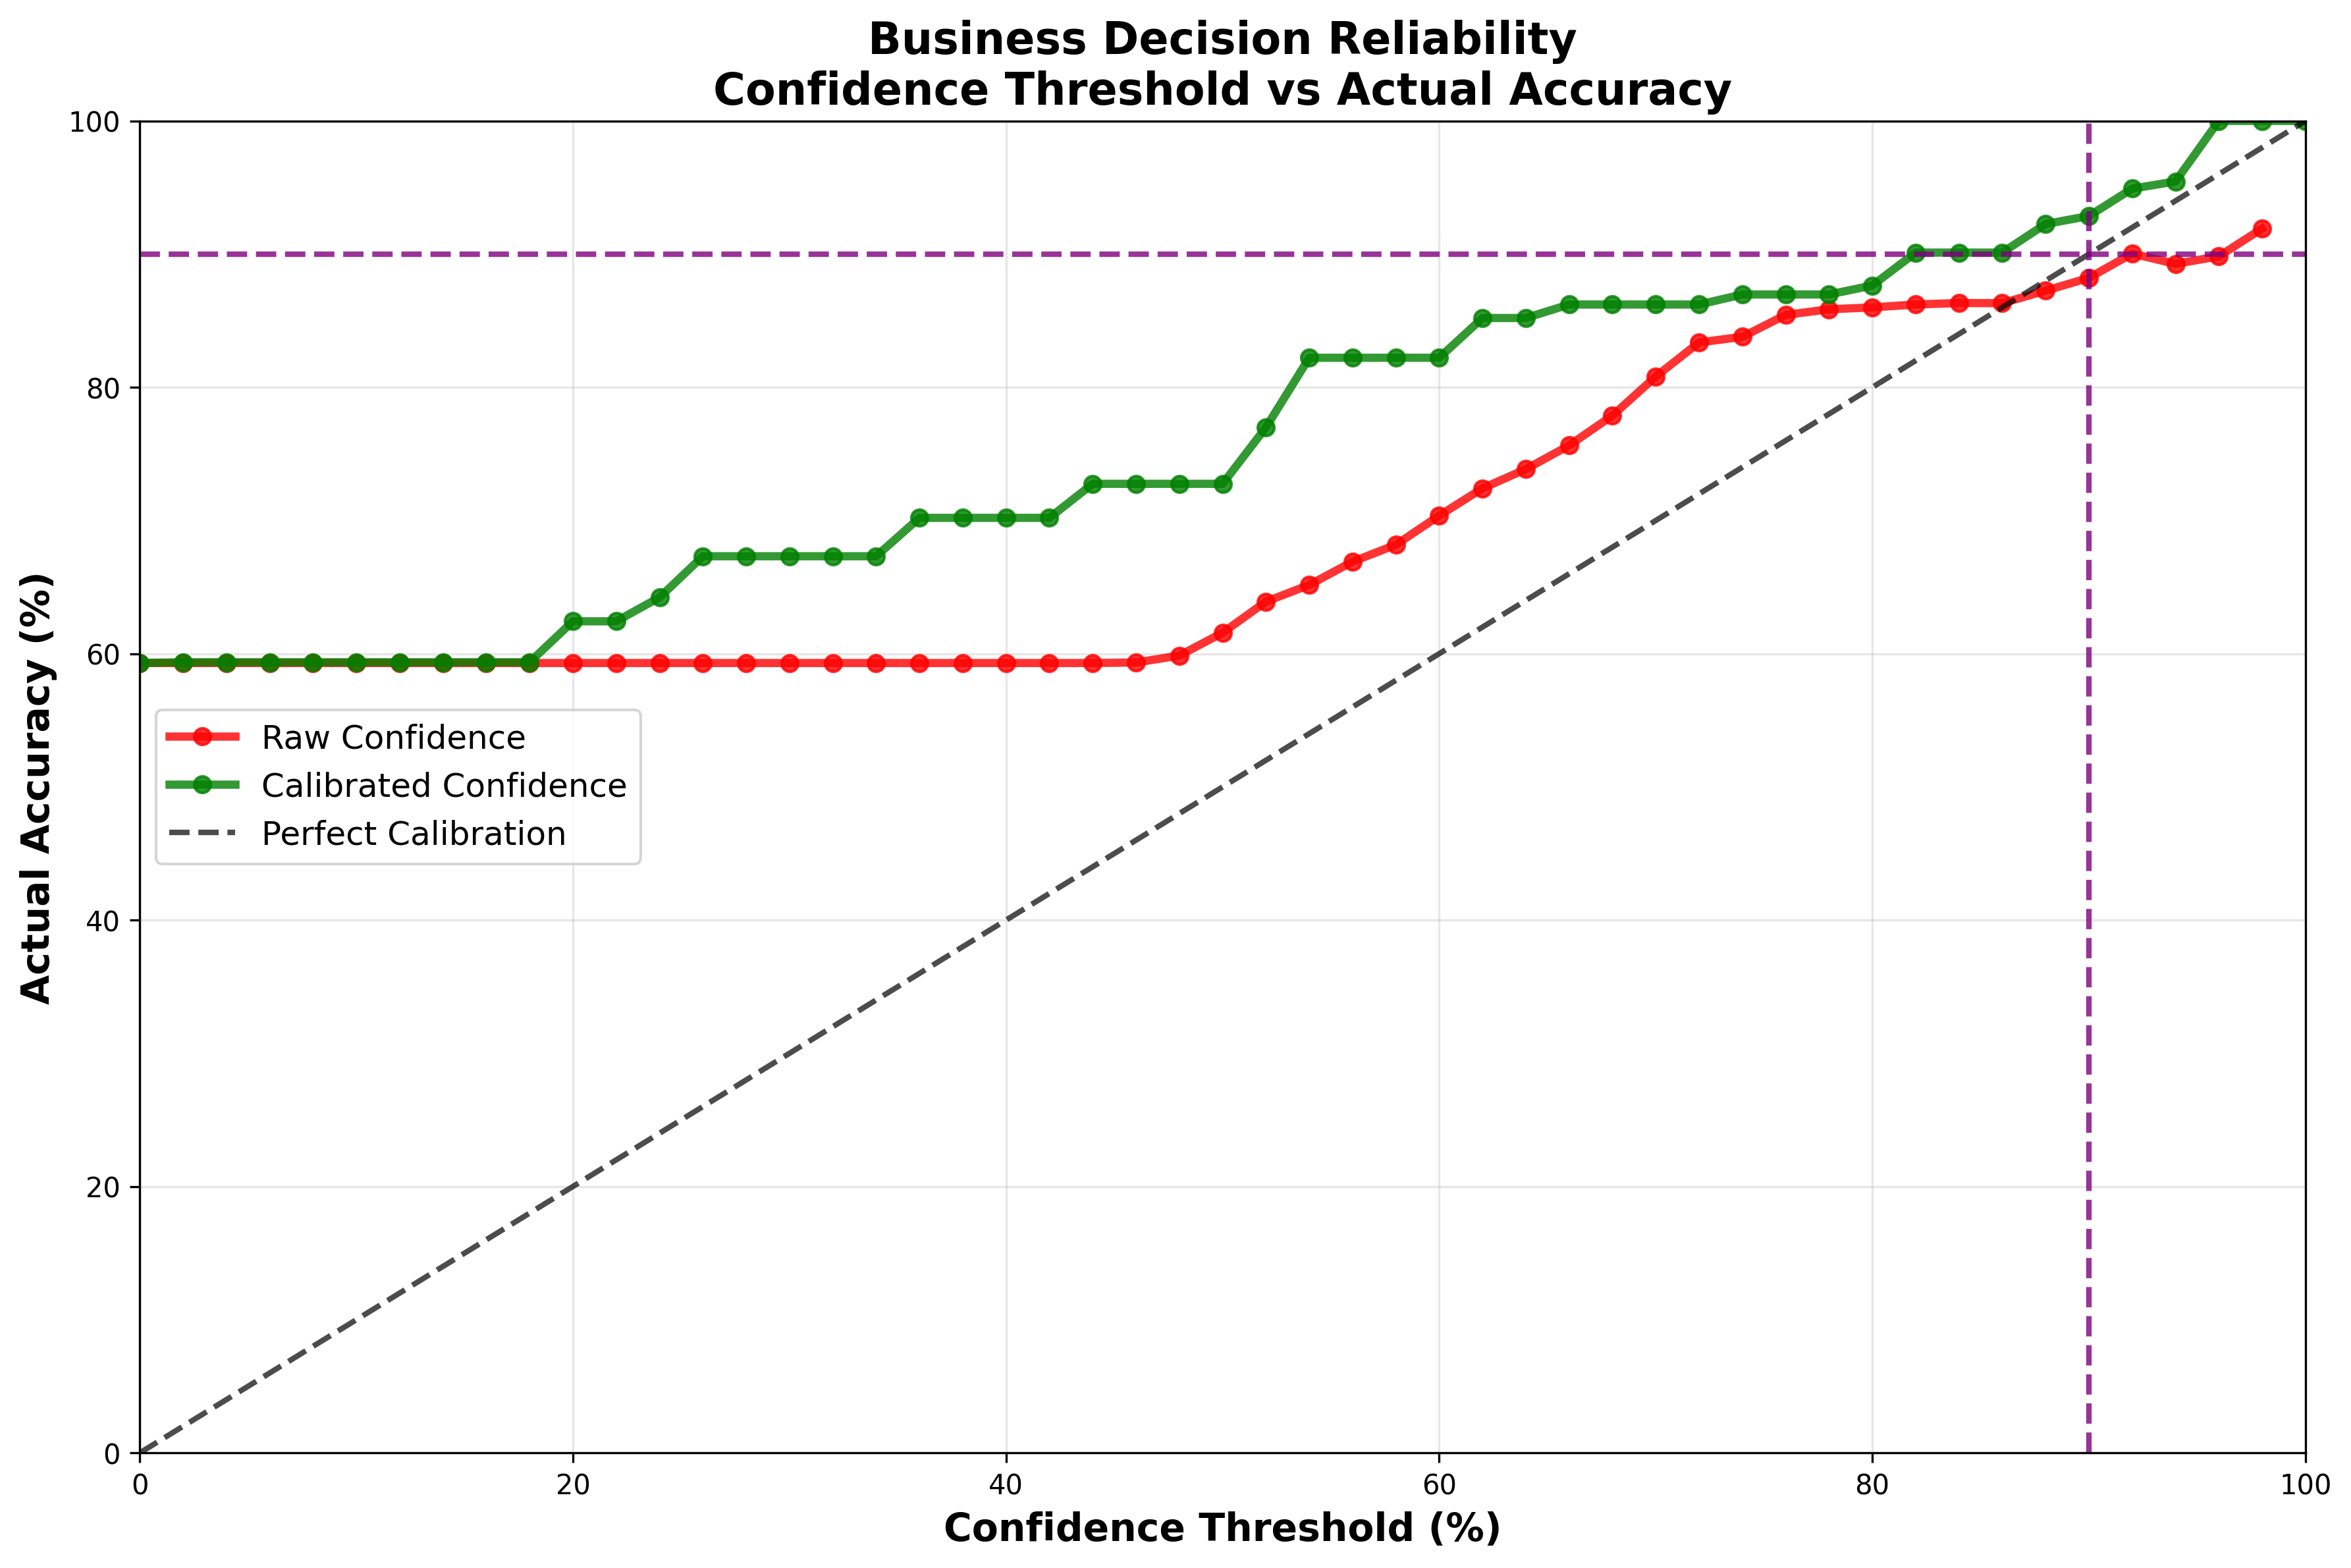 Business Decision Reliability
Confidence Threshold vs Actual Accuracy
100
80
60
40
20
0
Actual Accuracy (%)
Raw Confidence
Calibrated Confidence
Perfect Calibration
0 20 40 60 80 100
Confidence Threshold (%)